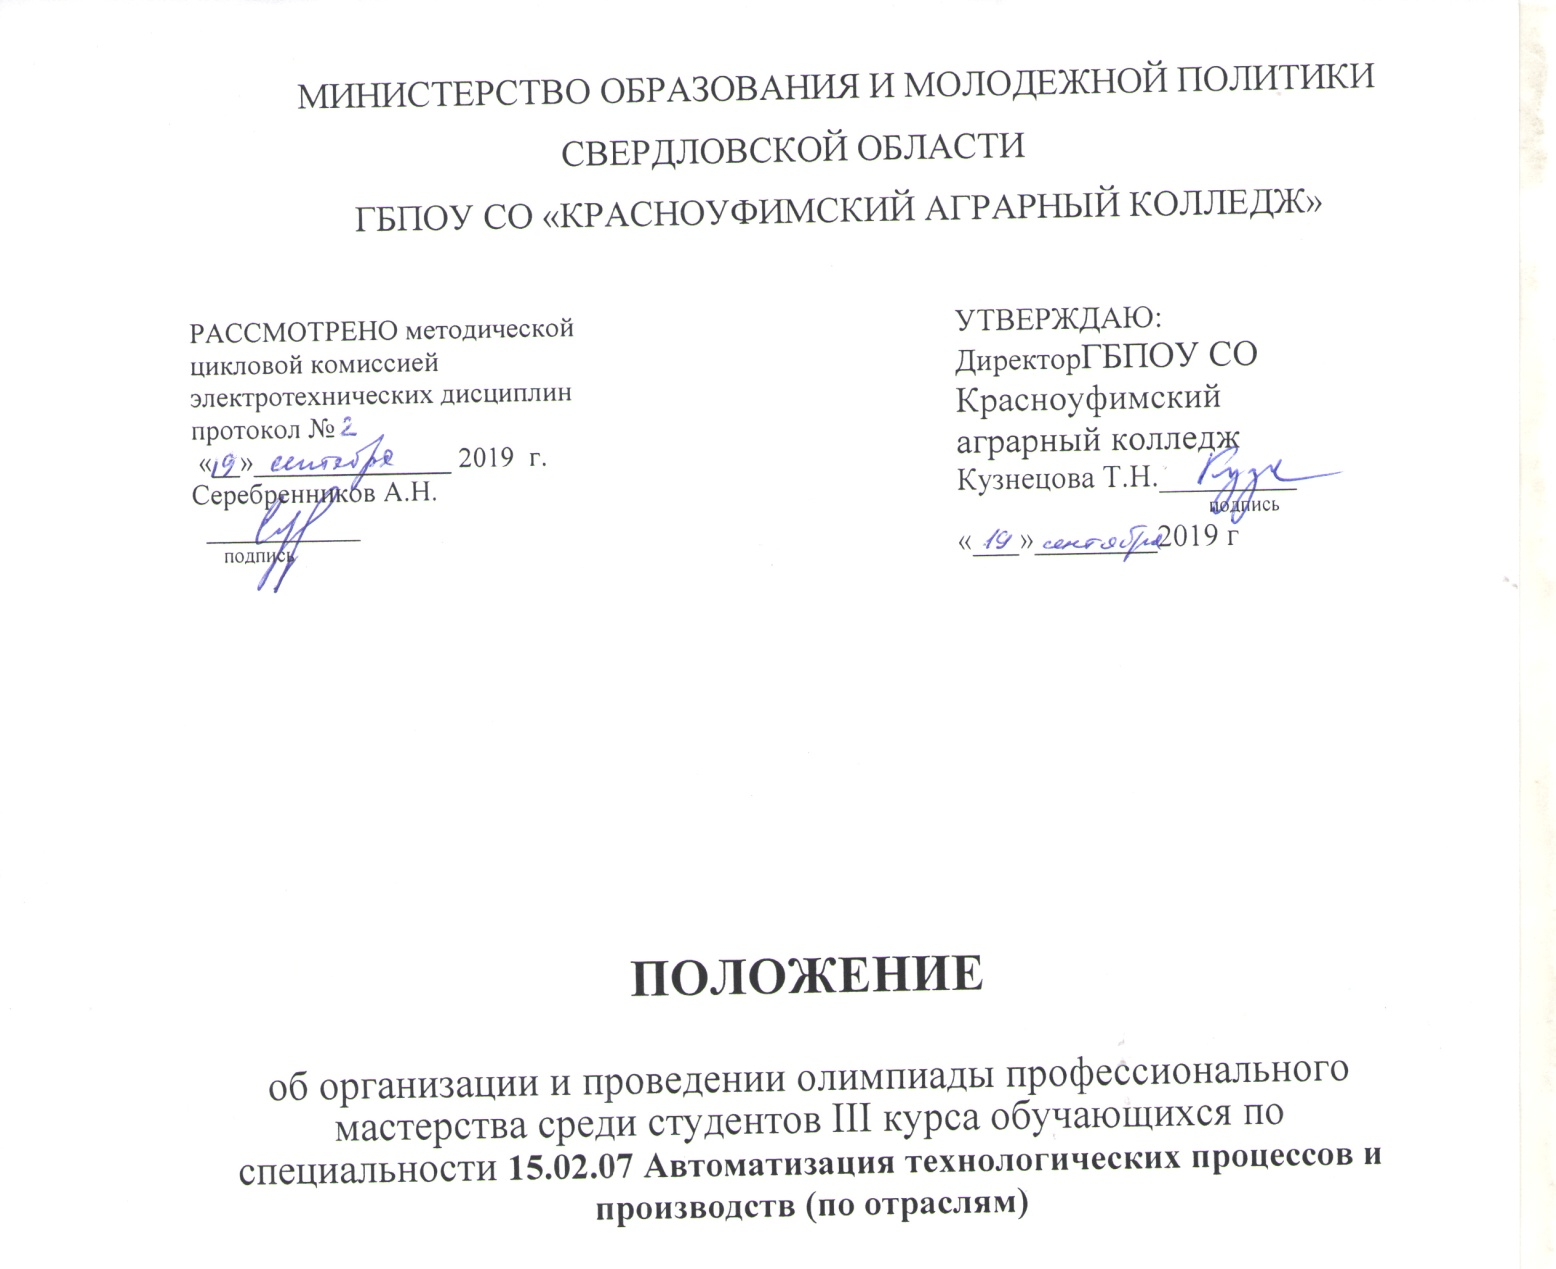 МИНИСТЕРСТВО ОБРАЗОВАНИЯ И МОЛОДЕЖНОЙ ПОЛИТИКИ
СВЕРДЛОВСКОЙ ОБЛАСТИ
ГБПОУ СО «КРАСНОУФИМСКИЙ АГРАРНЫЙ КОЛЛЕДЖ»
РАССМОТРЕНО методической
цикловой комиссией
электротехнических дисциплин
протокол № 2
«19» сентября 2019 г.
Серебренников А.Н.
подпись
УТВЕРЖДАЮ:
ДиректорГБПОУ СО
Красноуфимский
аграрный колледж
Кузнецова Т.Н. Кузн
подпись
«19» сентября 2019 г
ПОЛОЖЕНИЕ
об организации и проведении олимпиады профессионального
мастерства среди студентов III курса обучающихся по
специальности 15.02.07 Автоматизация технологических процессов и
производств (по отраслям)